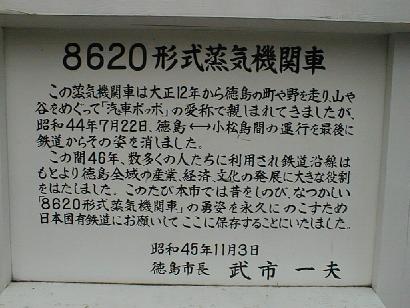 8620形式蒸気機関車
この蒸気機関車は大正12年から徳島の町や野を走り、山や
谷をめぐって「汽車ポッポ」の愛称で親しまれてきましたが、
昭和44年7月22日、徳島⟷小松島間の運行を最後に
鉄道からその姿を消しました。
この間46年、数多くの人たちに利用され鉄道沿線は
もとより徳島全域の産業、経済、文化の発展に大きな役割
をはたしました。このたび本市では昔をしのび、なつかしい
「8620形式蒸気機関車」の勇姿を永久にのこすため
日本国有鉄道にお願いしてここに保存することにいたしました。
昭和45年11月3日
徳島市長 武市一夫